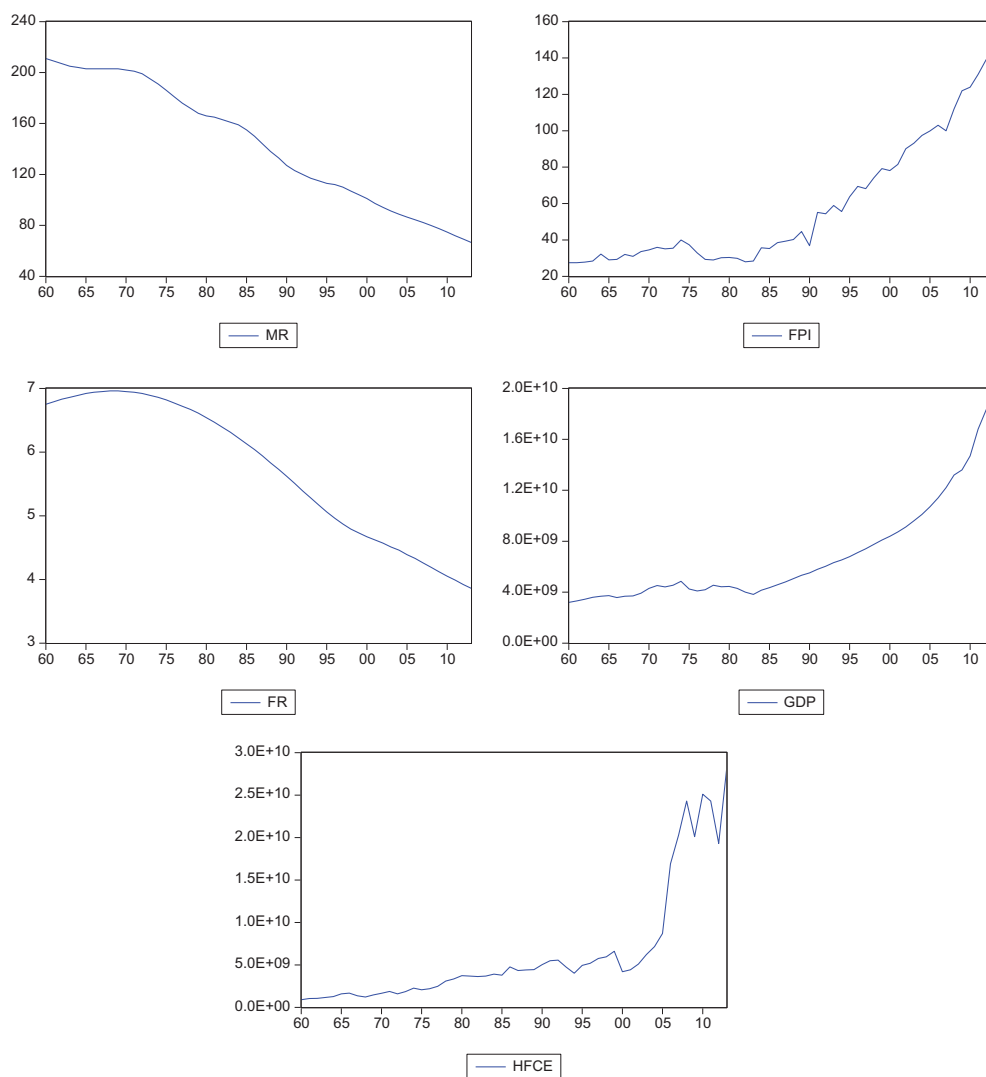 240
200
160
120
80
40
60 65 70 75 80 85 90 95 00 05 10
MR
160
140
120
100
80
60
40
20
60 65 70 75 80 85 90 95 00 05 10
FPI
7
6
5
4
3
60 65 70 75 80 85 90 95 00 05 10
FR
2.0E+10
1.6E+10
1.2E+10
8.0E+09
4.0E+09
0.0E+00
60 65 70 75 80 85 90 95 00 05 10
GDP
3.0E+10
2.5E+10
2.0E+10
1.5E+10
1.0E+10
5.0E+09
0.0E+00
60 65 70 75 80 85 90 95 00 05 10
HFCE